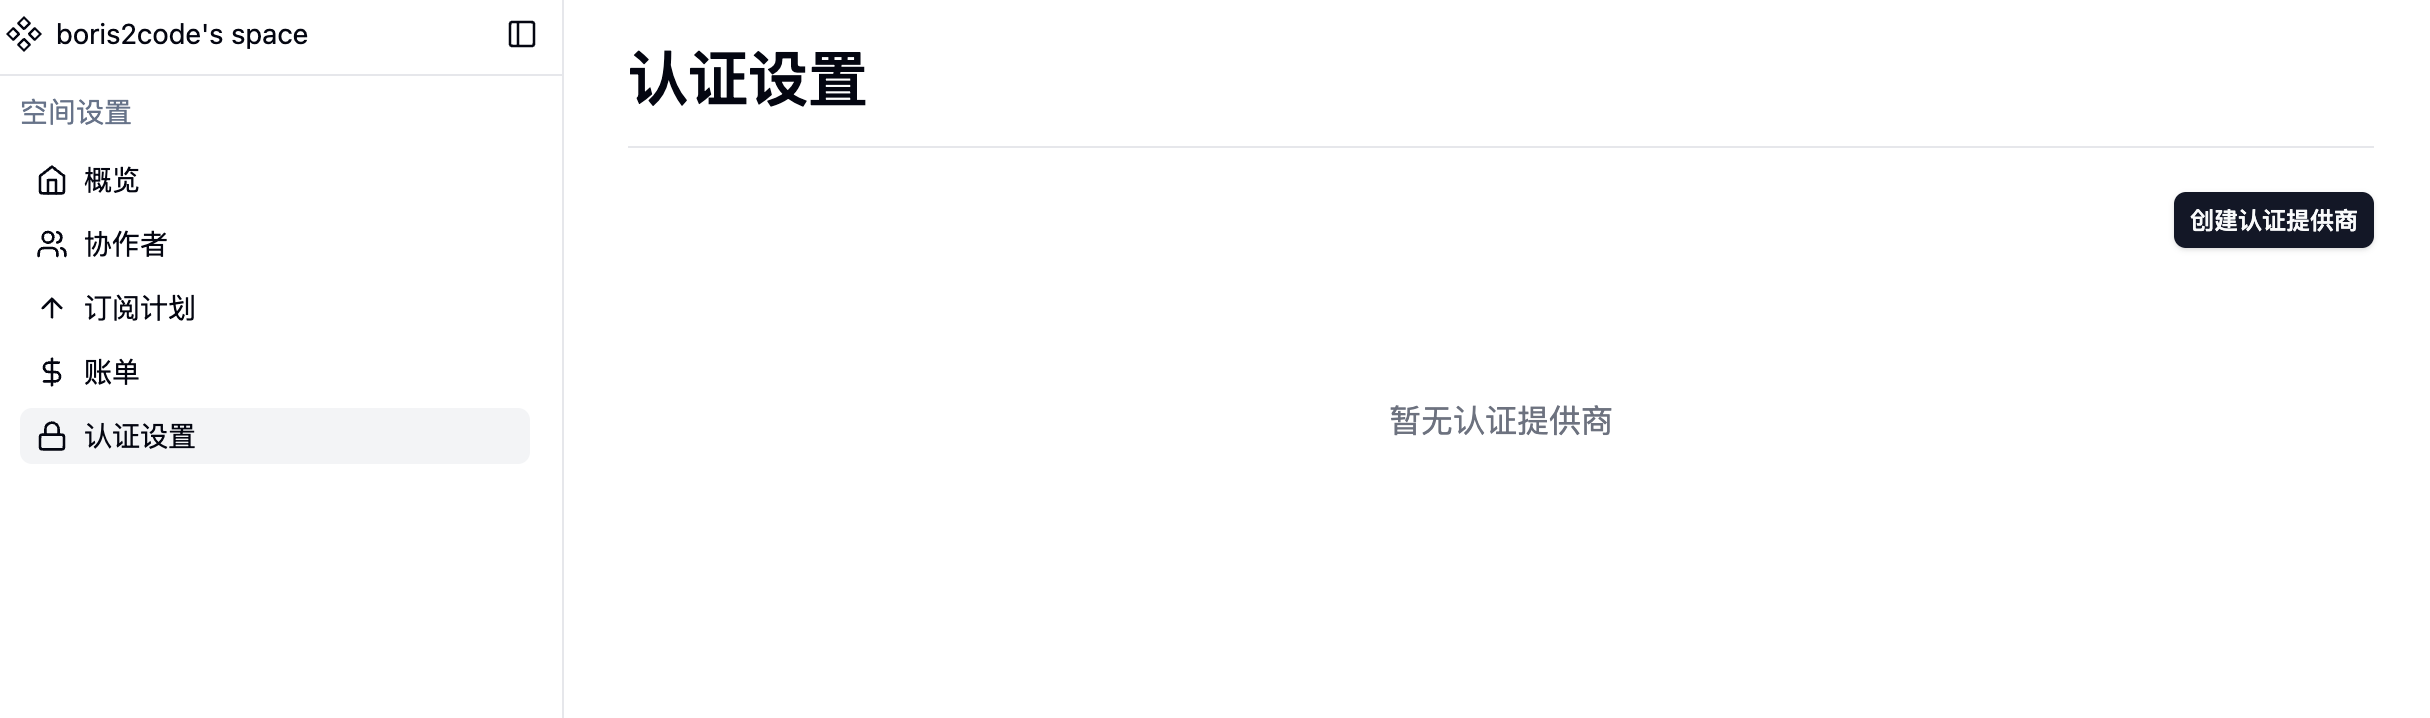 boris2code's space
空间设置
概览
协作者
订阅计划
账单
认证设置
认证设置
创建认证提供商
暂无认证提供商